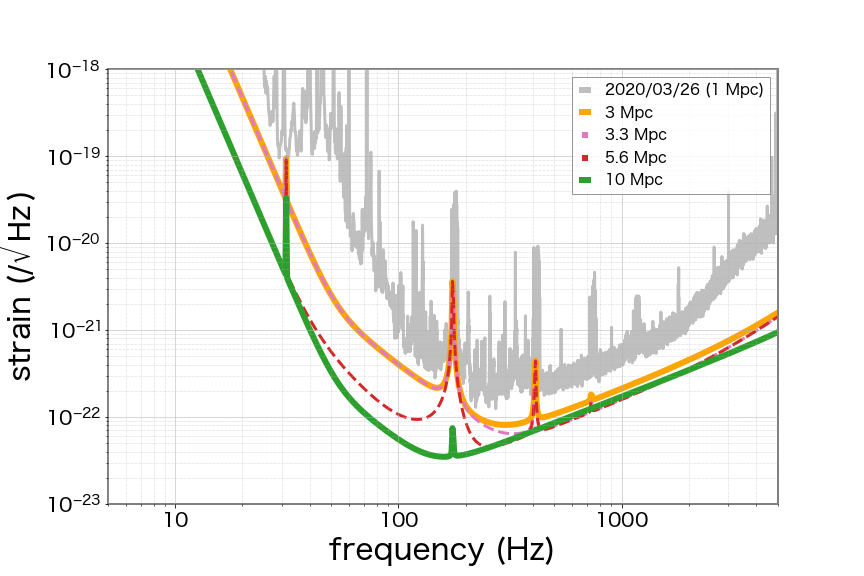 2020/03/26 (1 Mpc)
3 Mpc
3.3 Mpc
5.6 Mpc
10 Mpc
strain (/√Hz)
10⁻¹⁸
10⁻¹⁹
10⁻²⁰
10⁻²¹
10⁻²²
10⁻²³
10 100 1000
frequency (Hz)